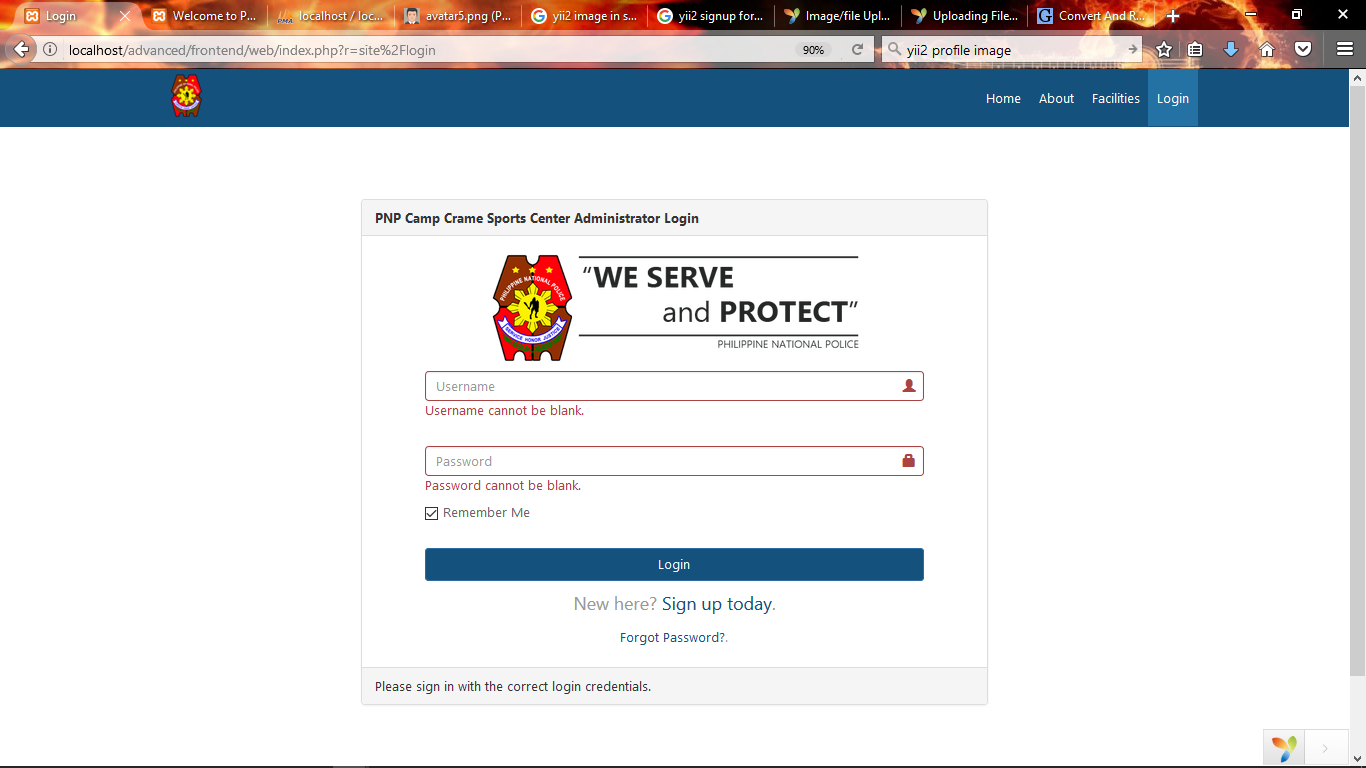 Login
Welcome to P...
PMA
localhost / loc...
avatar5.png (P...
yii2 image in s...
yii2 signup for...
Image/file Upl...
Uploading File...
Convert And R...
localhost/advanced/frontend/web/index.php?r=site%2Flogin
90%
yii2 profile image
Home
About
Facilities
Login
PNP Camp Crame Sports Center Administrator Login
PHILIPPINE NATIONAL POLICE
SERVICE HONOR JUSTICE
“WE SERVE
and PROTECT”
PHILIPPINE NATIONAL POLICE
Username
Username cannot be blank.
Password
Password cannot be blank.
Remember Me
Login
New here? Sign up today.
Forgot Password?.
Please sign in with the correct login credentials.